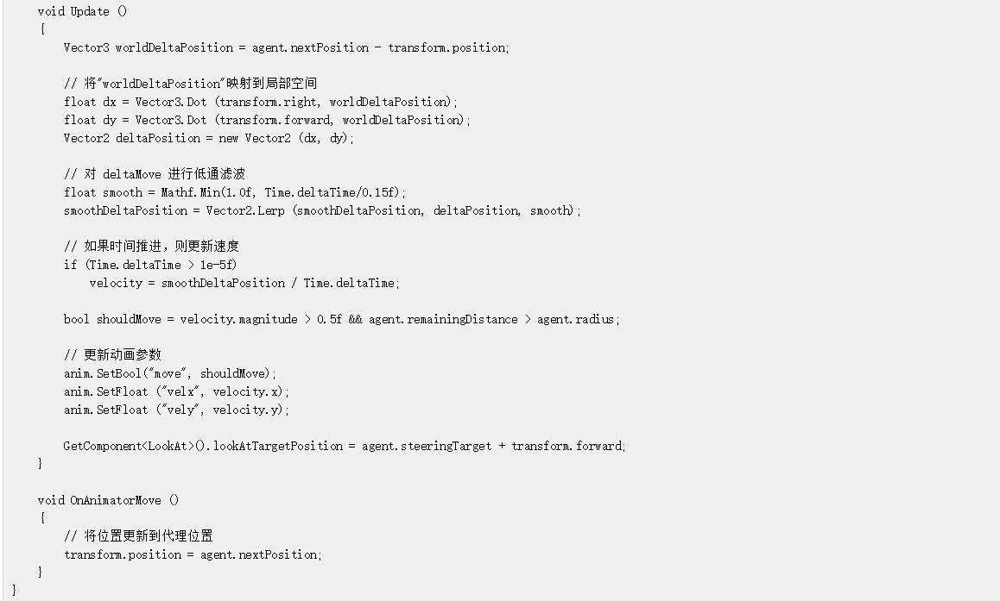 void Update ()
{
Vector3 worldDeltaPosition = agent.nextPosition - transform.position;
// 将"worldDeltaPosition"映射到局部空间
float dx = Vector3.Dot (transform.right, worldDeltaPosition);
float dy = Vector3.Dot (transform.forward, worldDeltaPosition);
Vector2 deltaPosition = new Vector2 (dx, dy);
// 对 deltaMove 进行低通滤波
float smooth = Mathf.Min(1.0f, Time.deltaTime/0.15f);
smoothDeltaPosition = Vector2.Lerp (smoothDeltaPosition, deltaPosition, smooth);
// 如果时间推进，则更新速度
if (Time.deltaTime > 1e-5f)
velocity = smoothDeltaPosition / Time.deltaTime;
bool shouldMove = velocity.magnitude > 0.5f && agent.remainingDistance > agent.radius;
// 更新动画参数
anim.SetBool("move", shouldMove);
anim.SetFloat ("velx", velocity.x);
anim.SetFloat ("vely", velocity.y);
GetComponent<LookAt>().lookAtTargetPosition = agent.steeringTarget + transform.forward;
}
void OnAnimatorMove ()
{
// 将位置更新到代理位置
transform.position = agent.nextPosition;
}
}